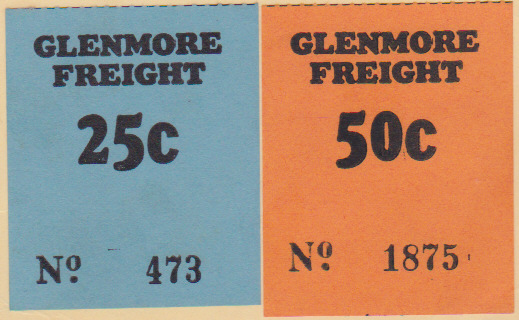 GLENMORE
FREIGHT
25c
Nº 473
GLENMORE
FREIGHT
50c
Nº 1875